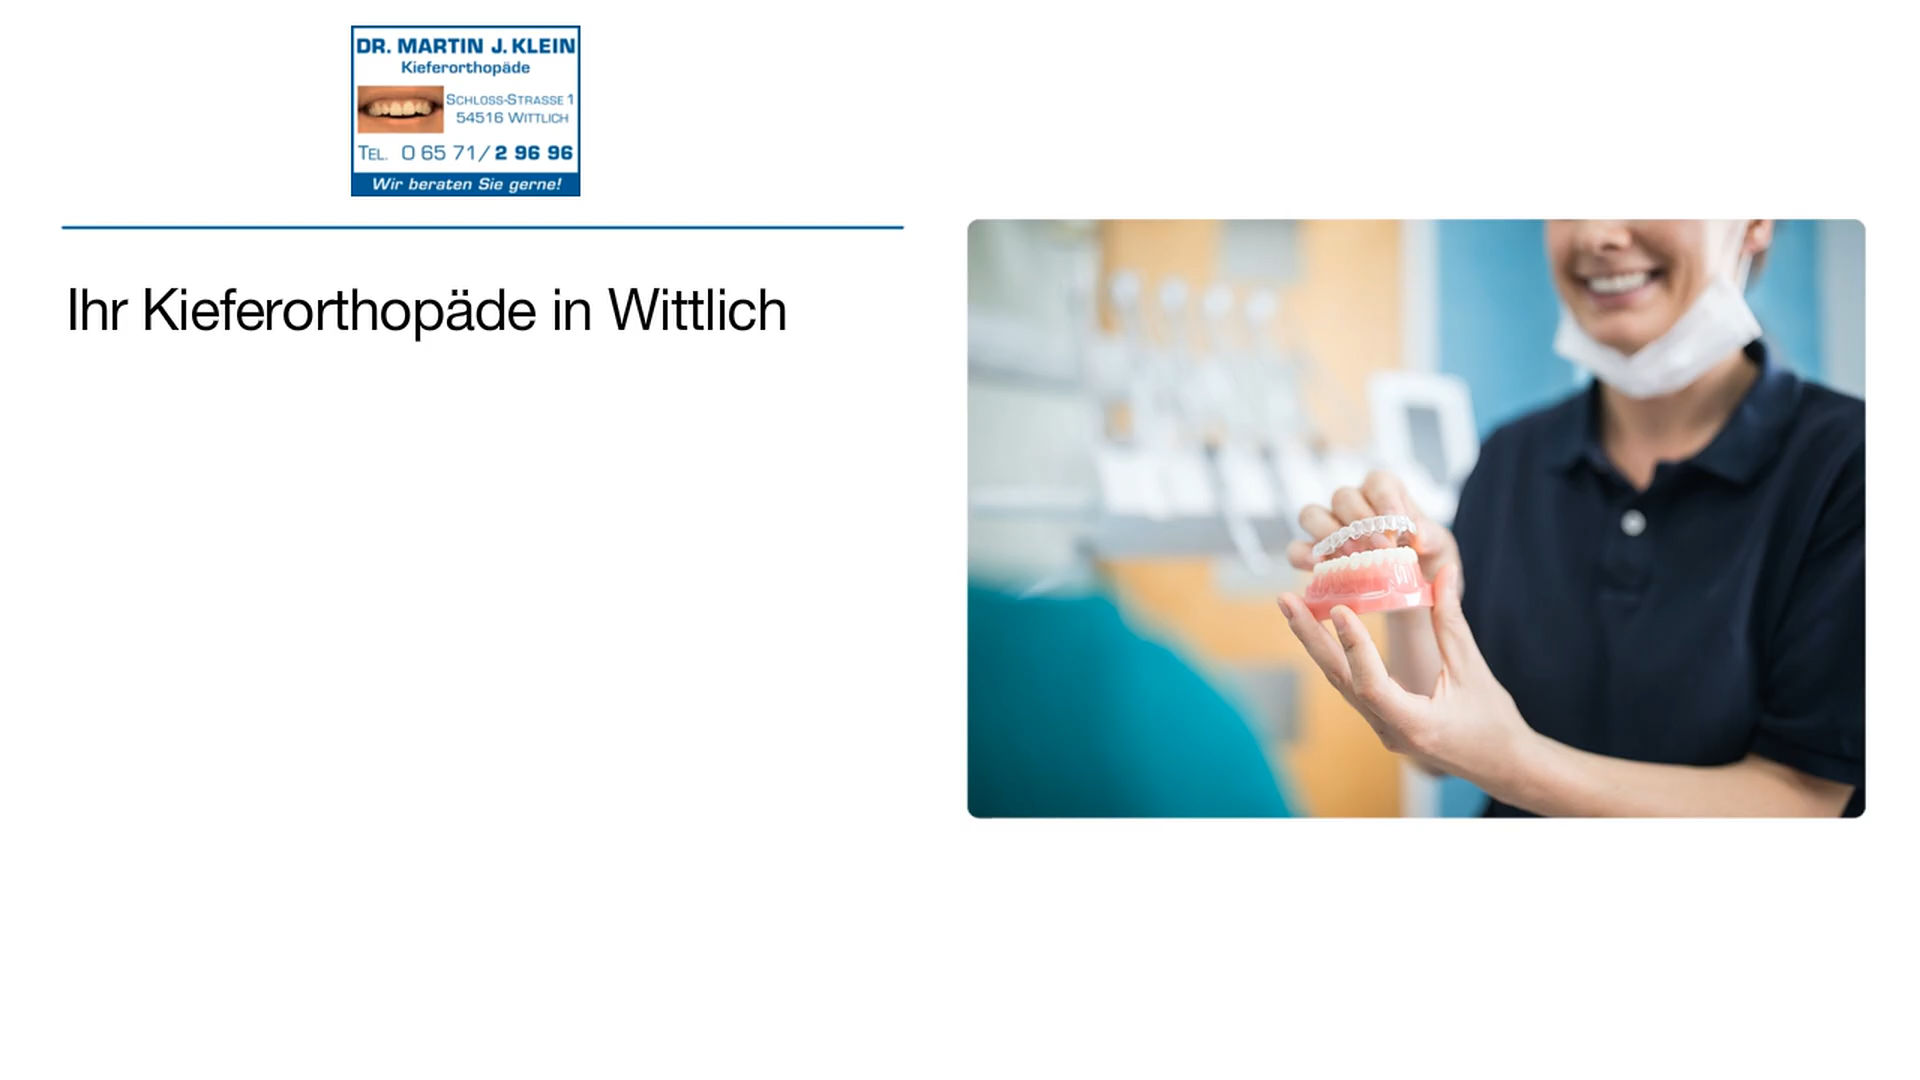 DR. MARTIN J. KLEIN
Kieferorthopäde
SCHLOSS-STRASSE 1
54516 WITTLICH
TEL. 0 65 71/2 96 96
Wir beraten Sie gerne!
Ihr Kieferorthopäde in Wittlich